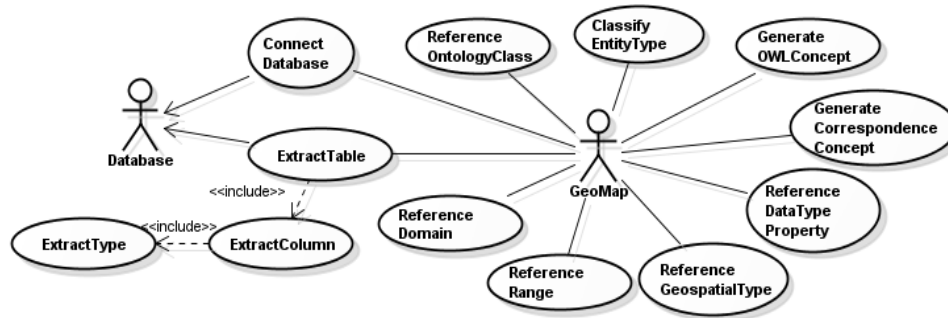 Connect
Database
Reference
OntologyClass
Classify
EntityType
Generate
OWLConcept
Database
ExtractTable
GeoMap
Generate
Correspondence
Concept
<<include>>
Reference
Domain
Reference
DataType
Property
<<include>>
ExtractType
ExtractColumn
Reference
Range
Reference
GeospatialType